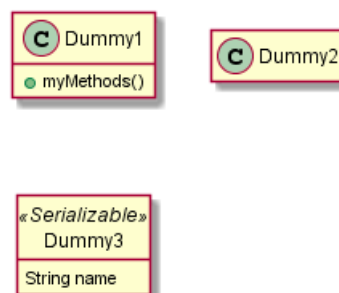 C Dummy1
myMethods()
C Dummy2
«Serializable»
Dummy3
String name